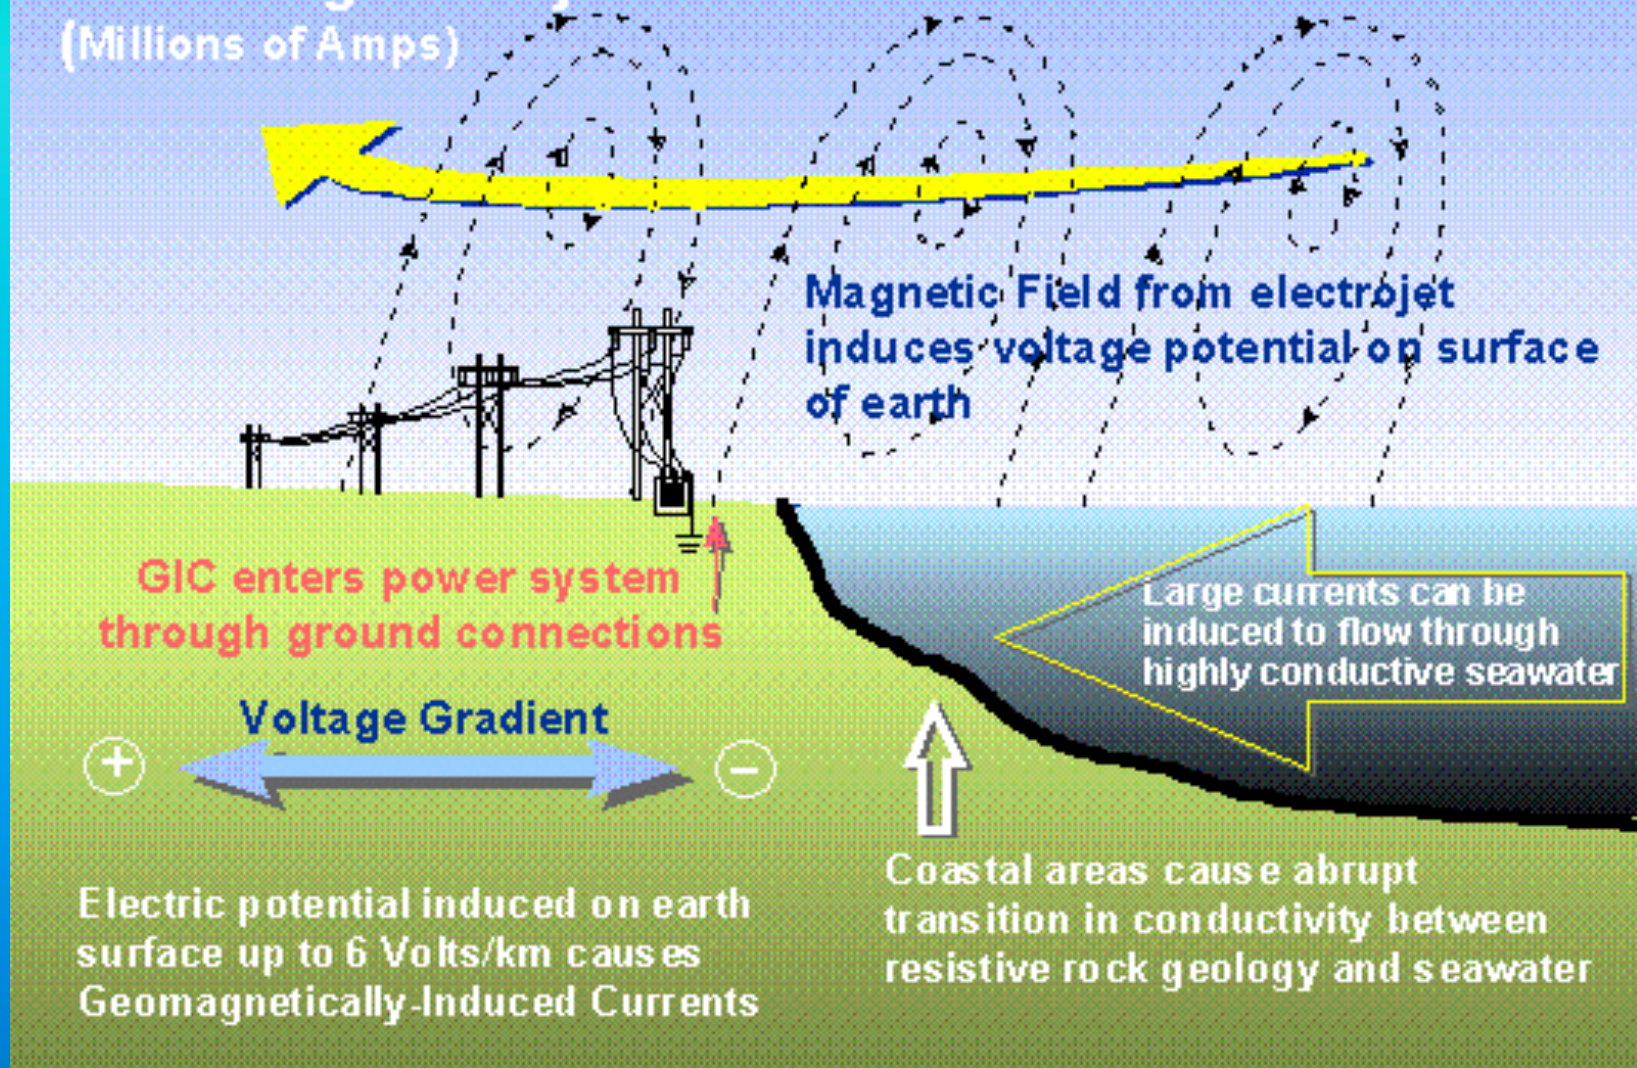 (Millions of Amps)
Magnetic Field from electrojet
induces voltage potential on surface
of earth
GIC enters power system
through ground connections
Large currents can be
induced to flow through
highly conductive seawater
Voltage Gradient
+
−
Coastal areas cause abrupt
transition in conductivity between
resistive rock geology and seawater
Electric potential induced on earth
surface up to 6 Volts/km causes
Geomagnetically-Induced Currents